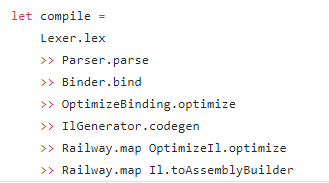 let compile =
Lexer.lex
>> Parser.parse
>> Binder.bind
>> OptimizeBinding.optimize
>> IlGenerator.codegen
>> Railway.map OptimizeIl.optimize
>> Railway.map Il.toAssemblyBuilder